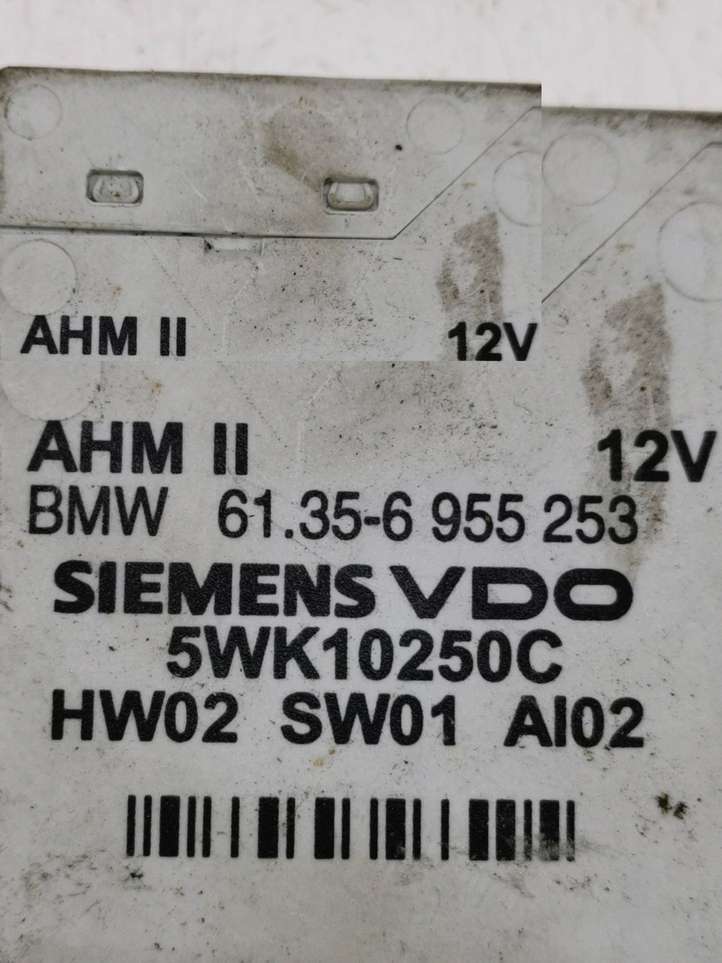 AHM II 12V
AHM II 12V
BMW 61.35-6 955 253
SIEMENS VDO
5WK10250C
HW02 SW01 AI02